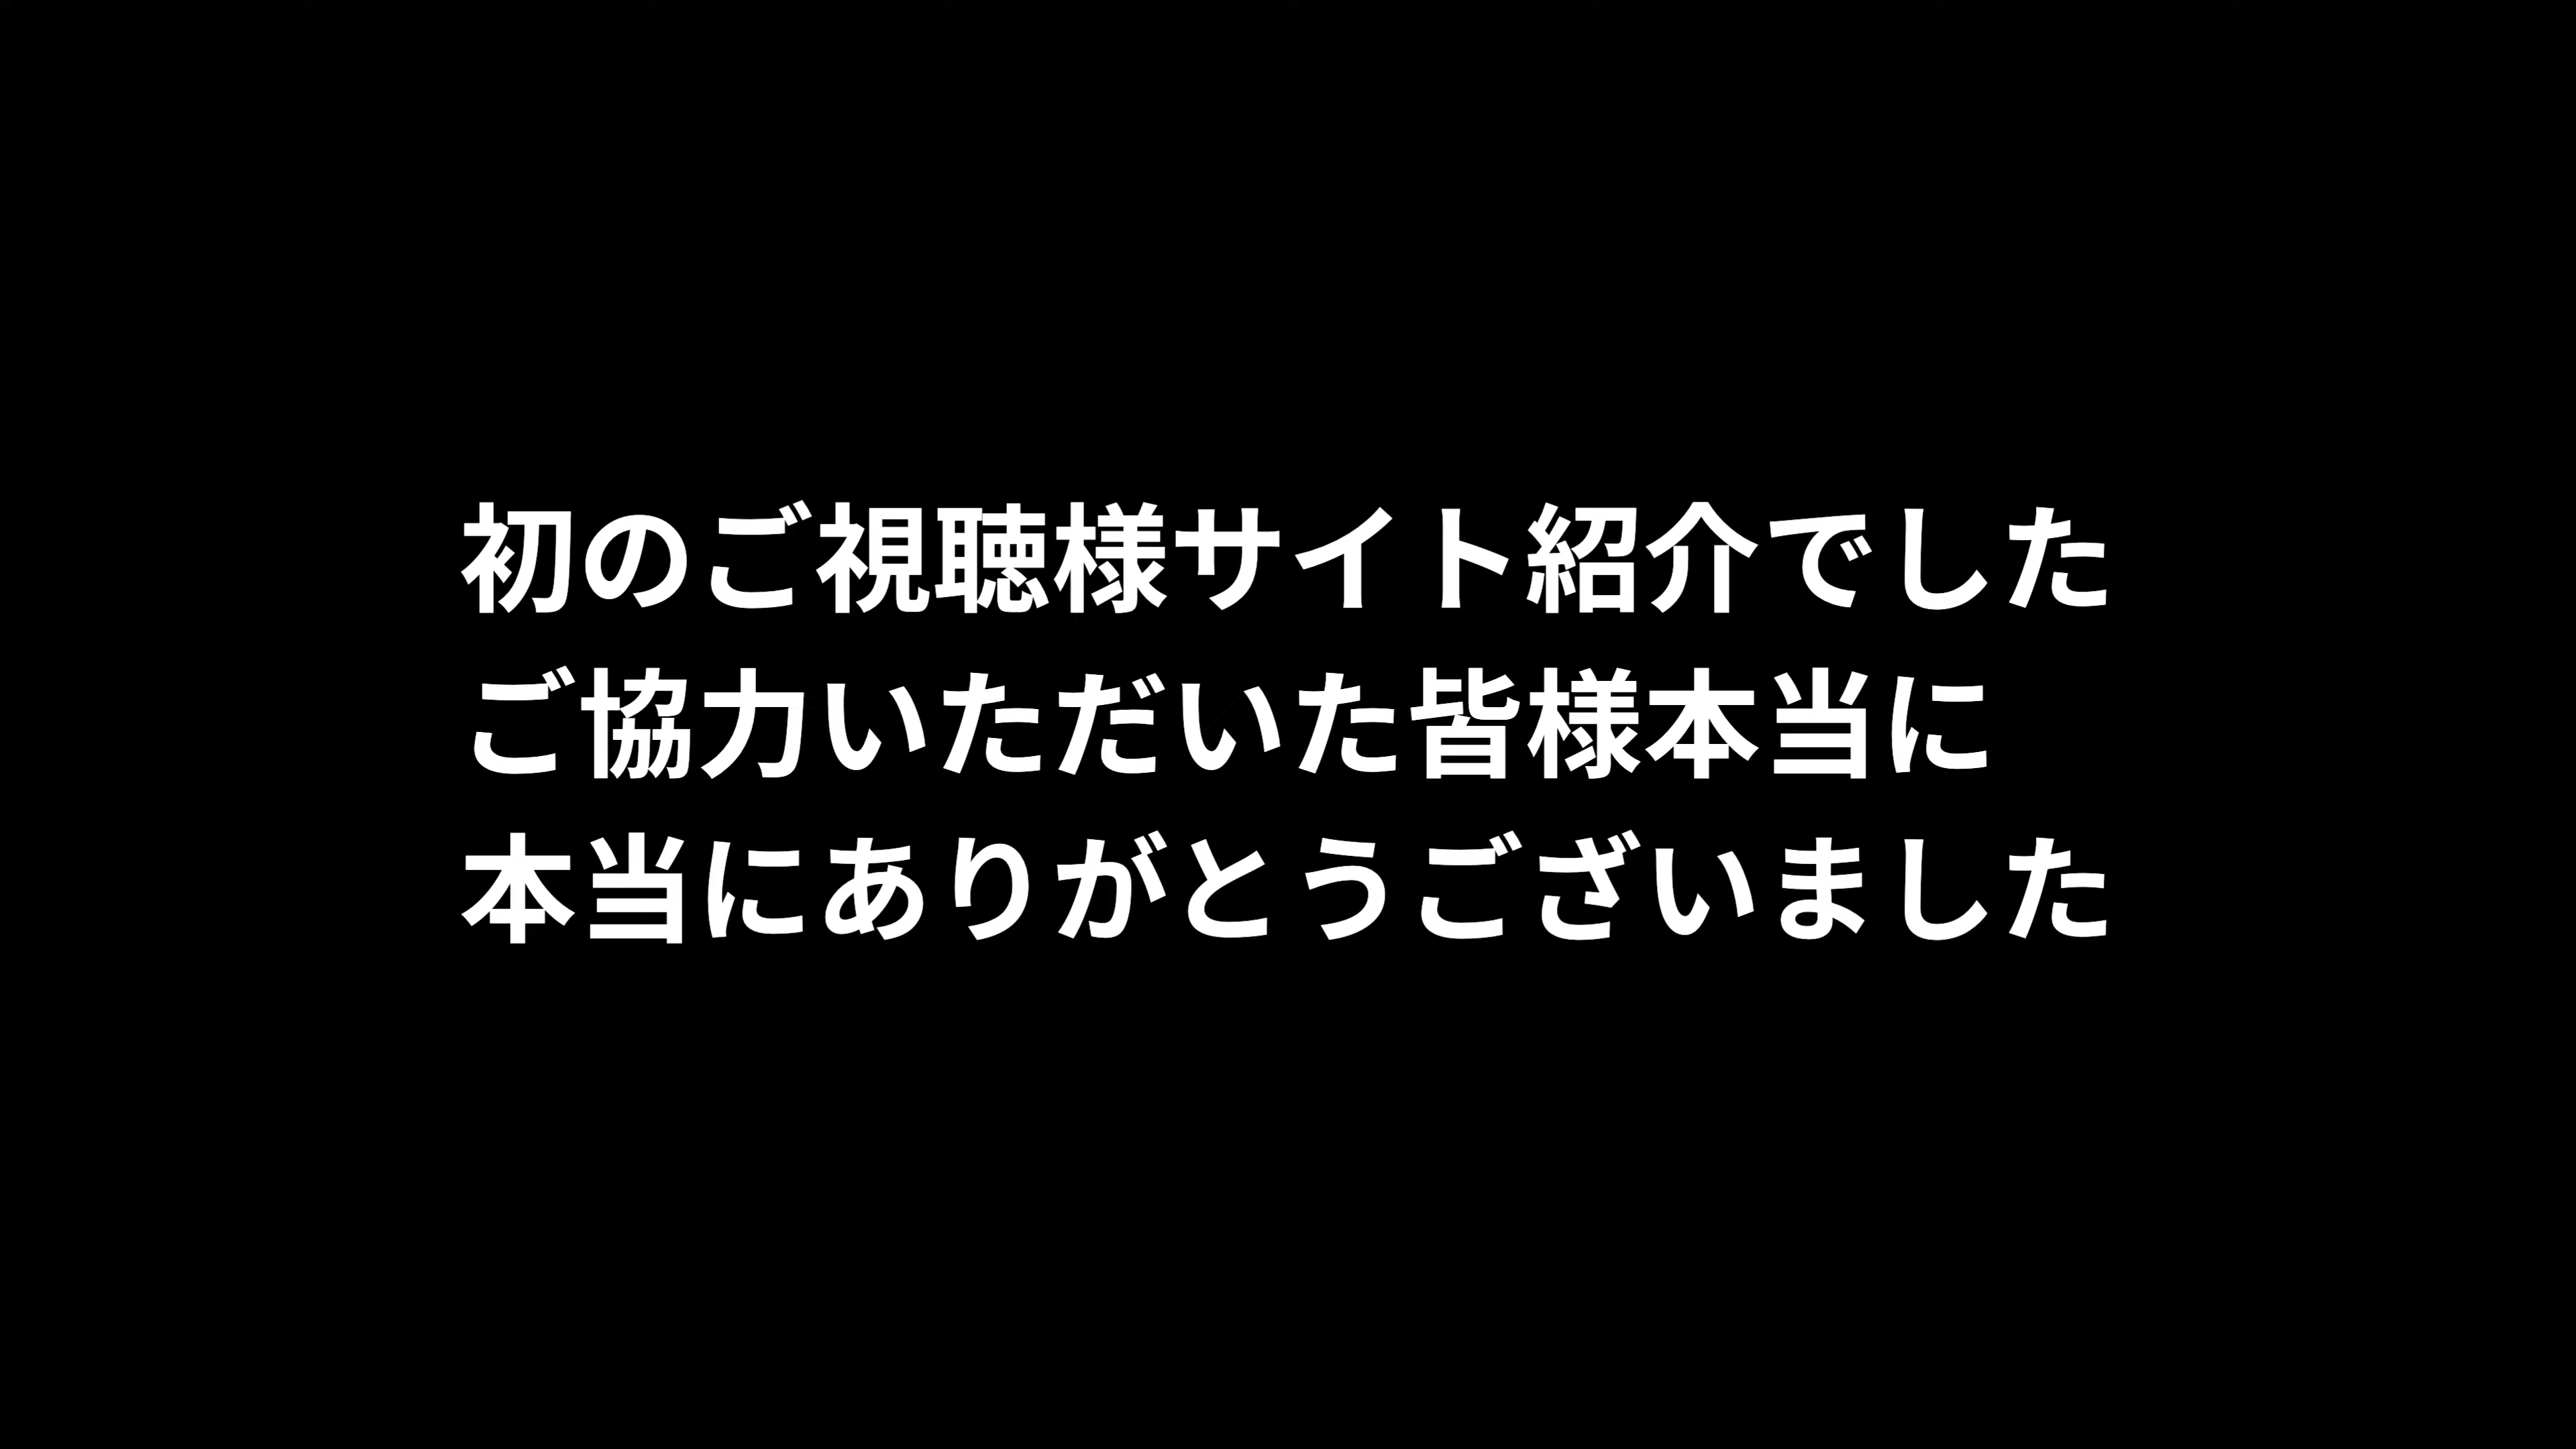 初のご視聴様サイト紹介でした
ご協力いただいた皆様本当に
本当にありがとうございました